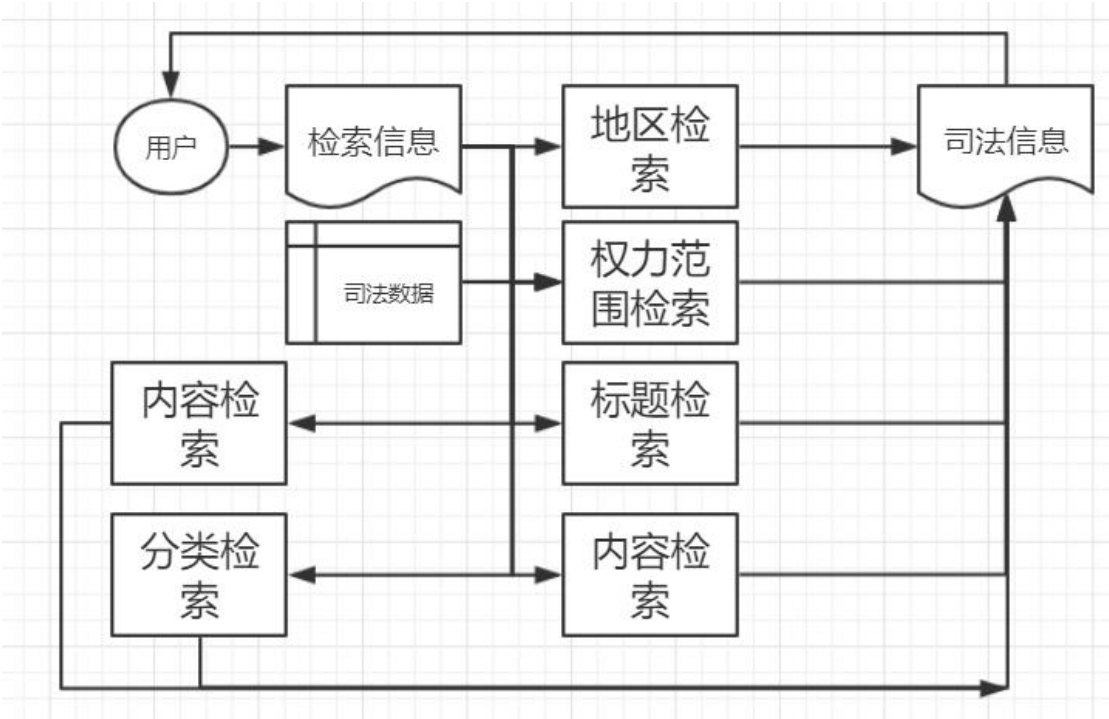 用户
检索信息
地区检
索
司法信息
司法数据
权力范
围检索
内容检
索
标题检
索
分类检
索
内容检
索